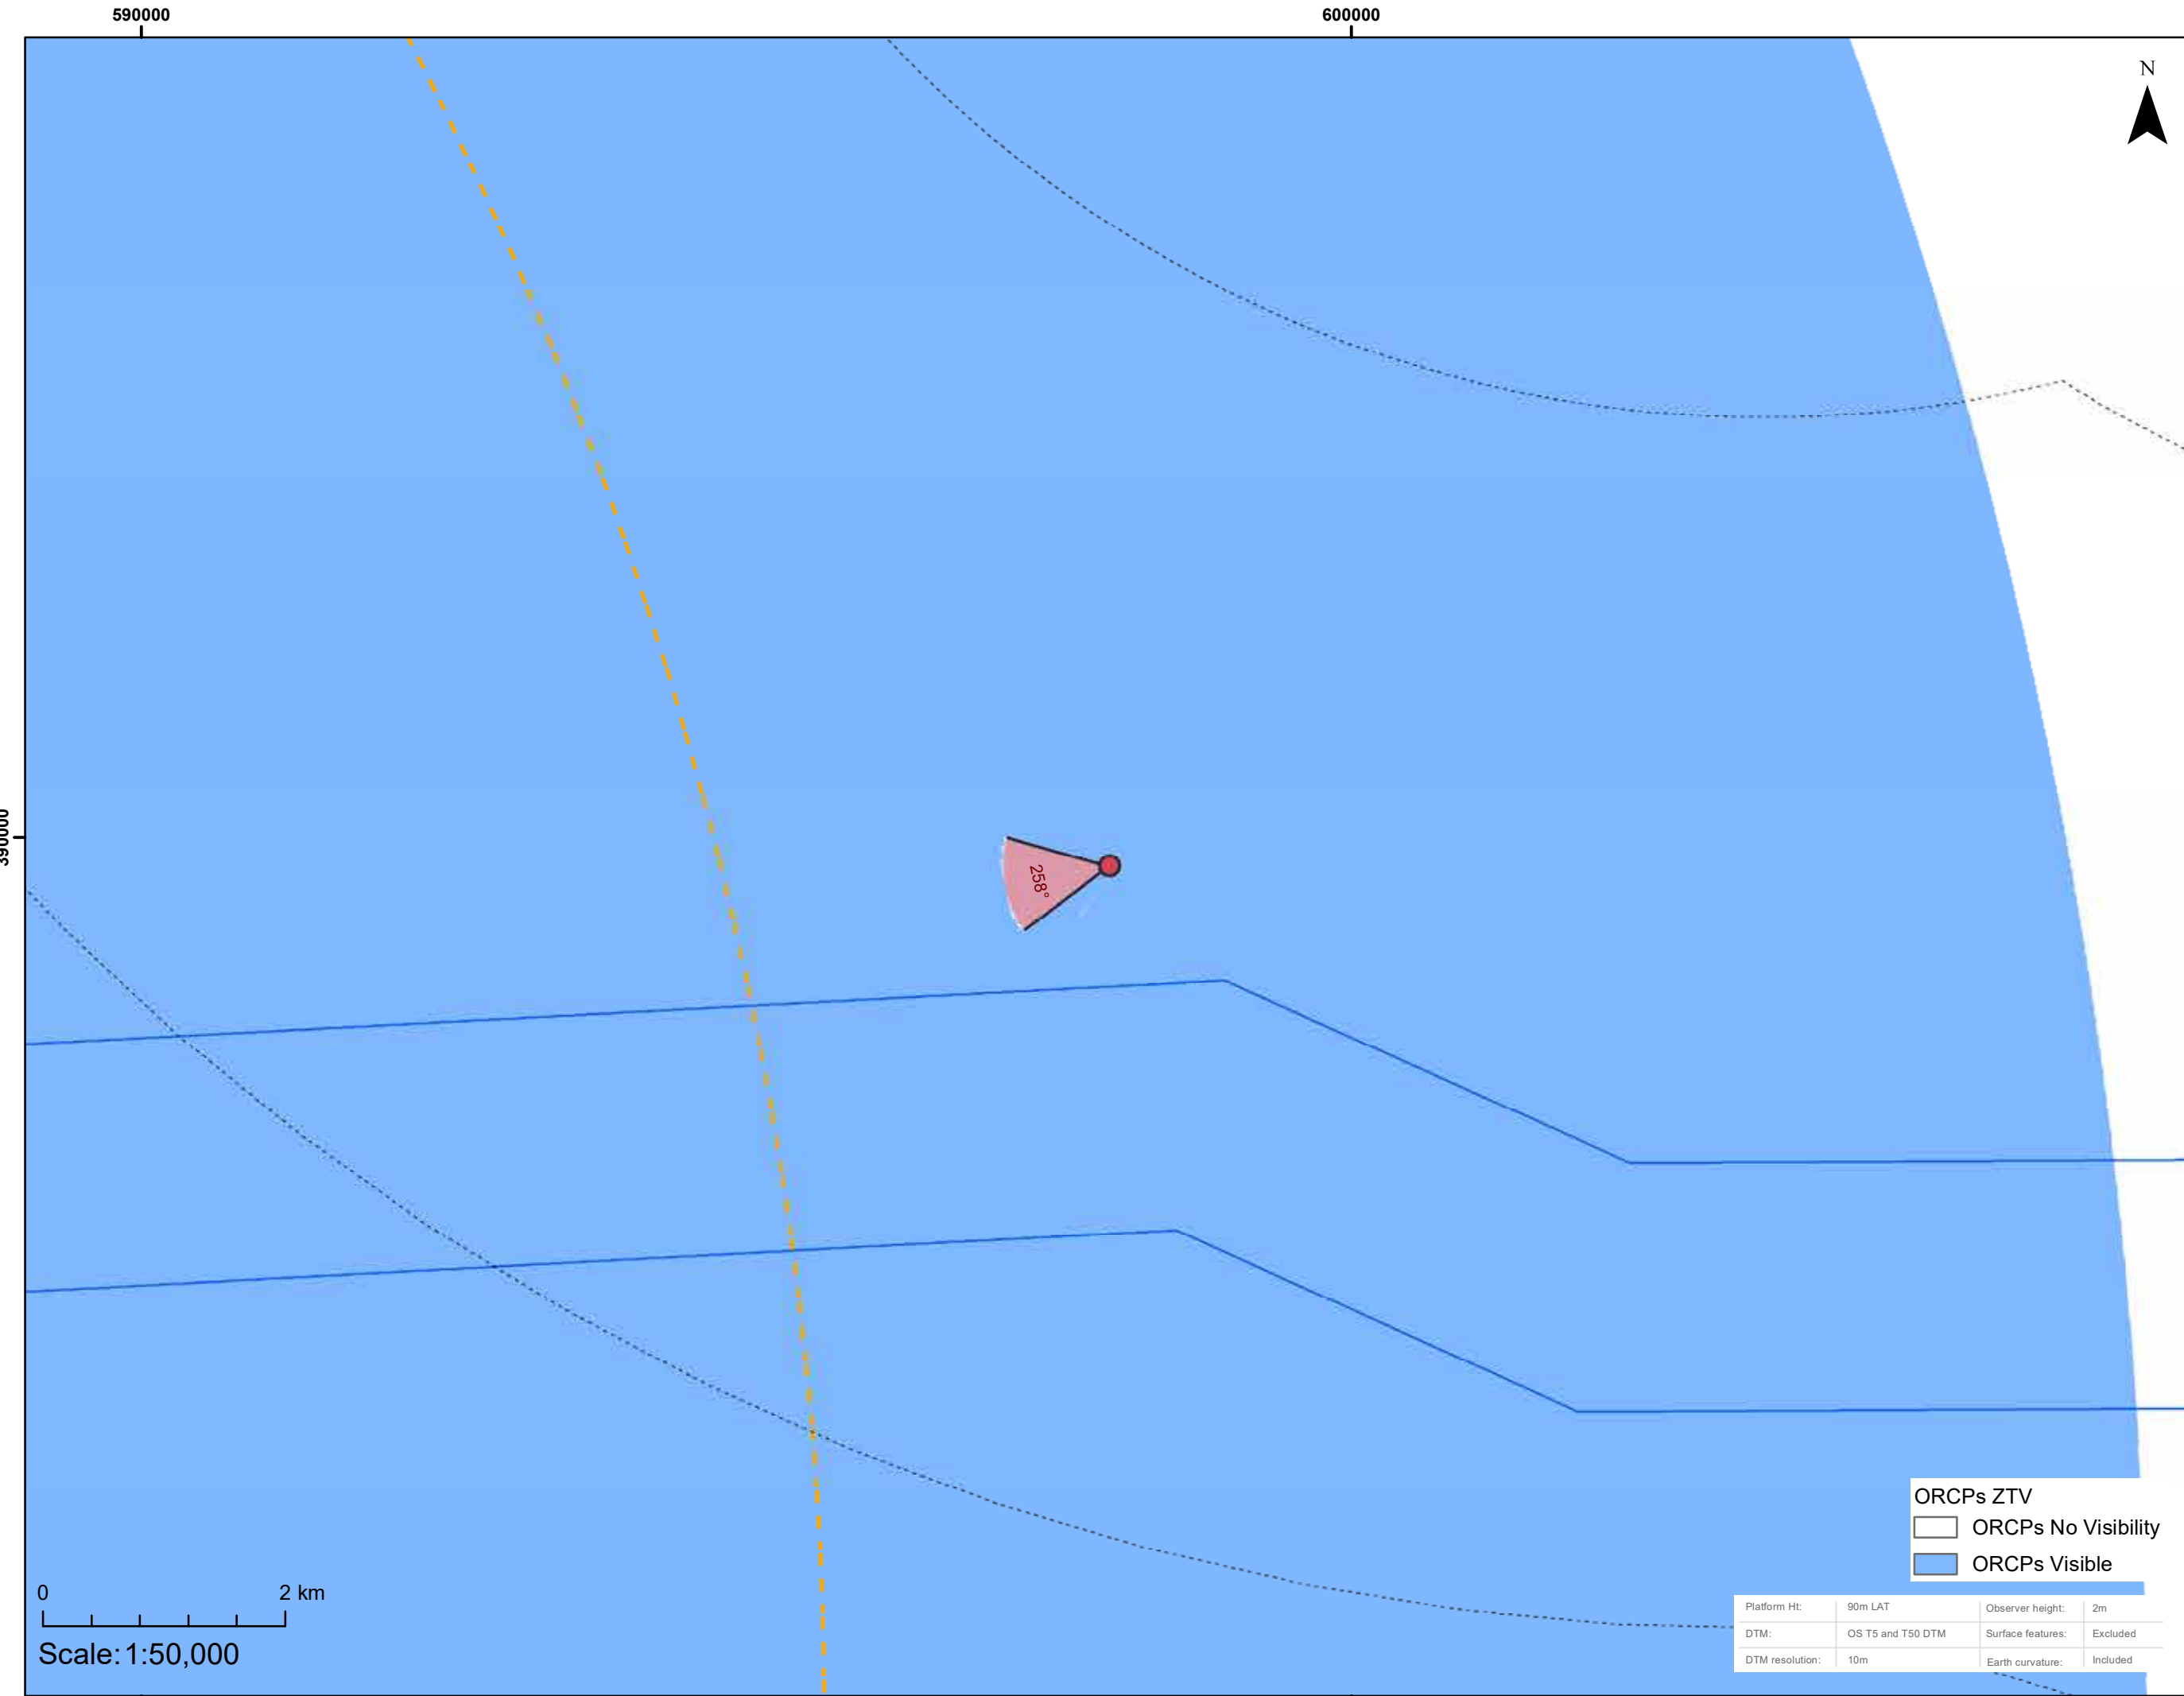 590000
600000
N
390000
258°
ORCPs ZTV
ORCPs No Visibility
ORCPs Visible
0 2 km
Scale: 1:50,000
Platform Ht: 90m LAT Observer height: 2m
DTM: OS T5 and T50 DTM Surface features: Excluded
DTM resolution: 10m Earth curvature: Included